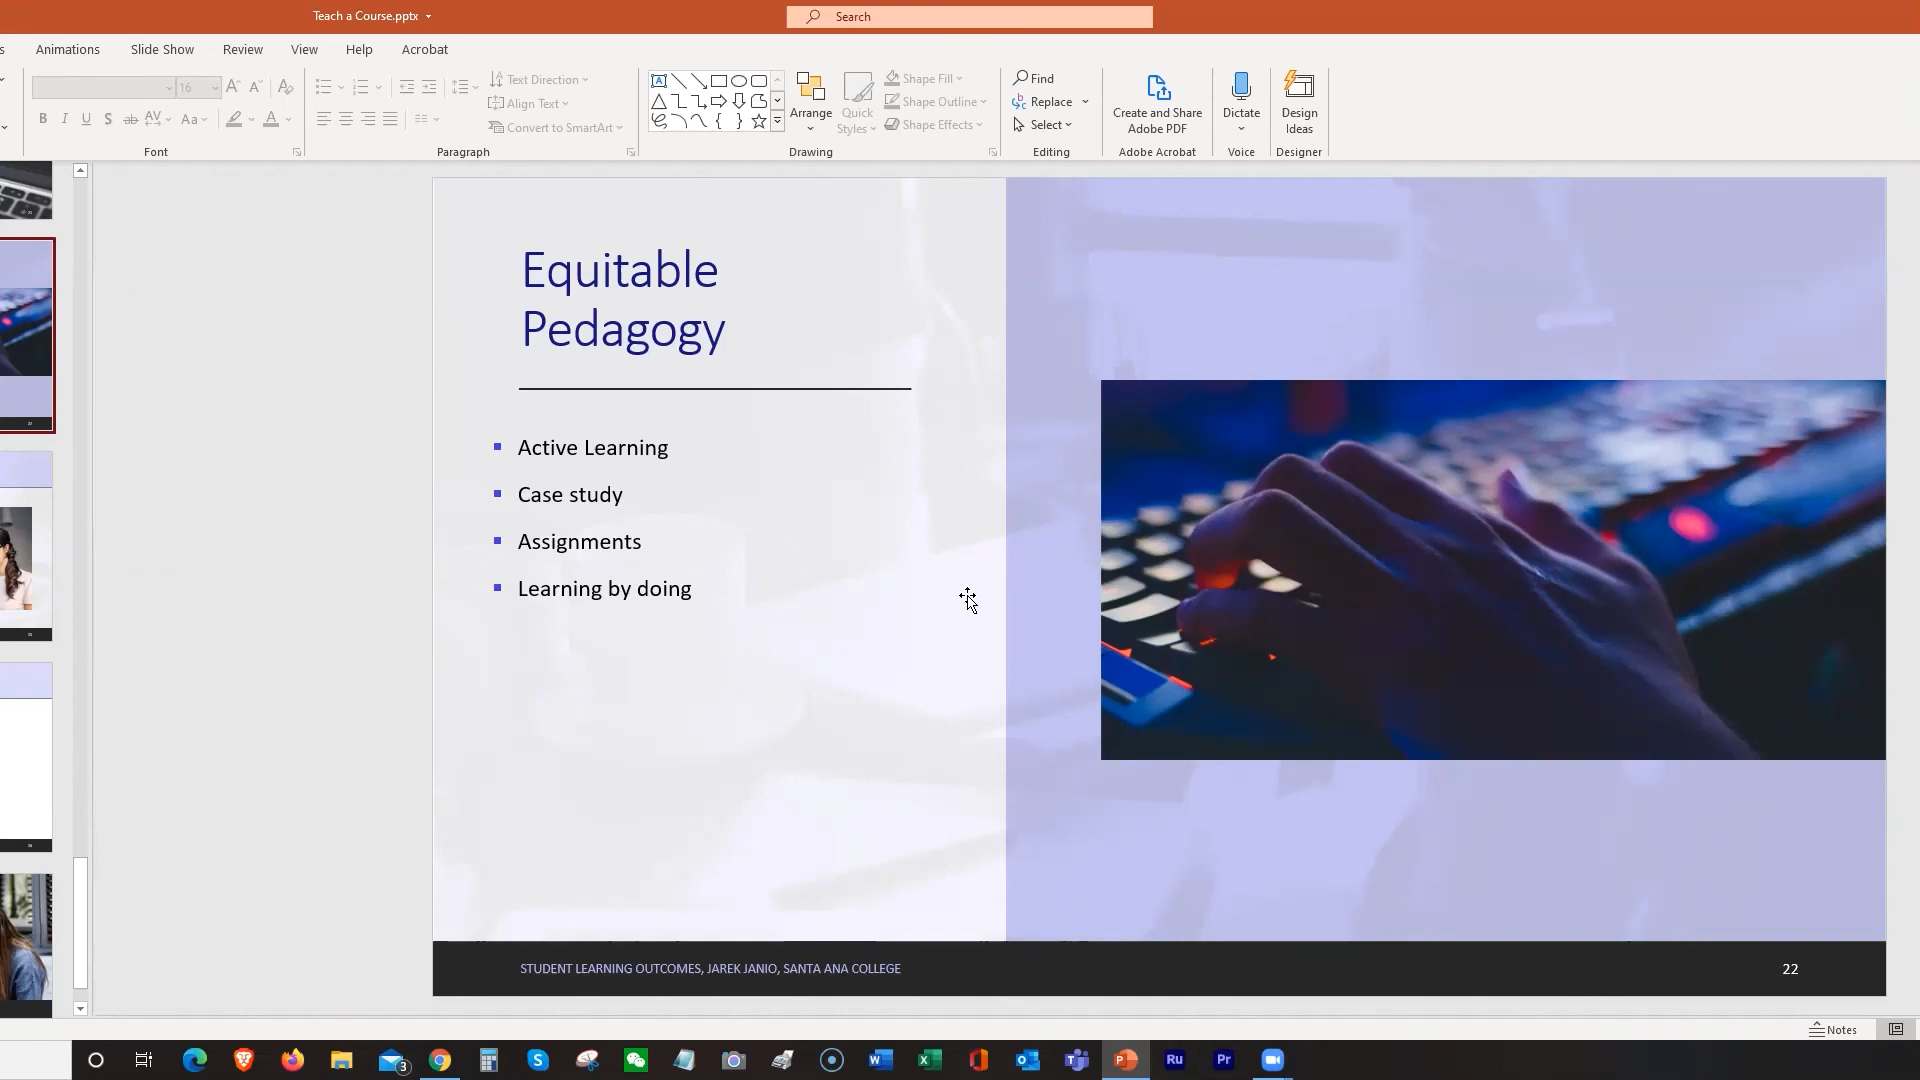 Teach a Course.pptx
Search
s Animations Slide Show Review View Help Acrobat
16
Text Direction
Align Text
Convert to SmartArt
Arrange
Quick Styles
Shape Fill
Shape Outline
Shape Effects
Find
Replace
Select
Create and Share
Adobe PDF
Dictate
Design
Ideas
Font
Paragraph
Drawing
Editing
Adobe Acrobat
Voice
Designer
Equitable
Pedagogy
Active Learning
Case study
Assignments
Learning by doing
STUDENT LEARNING OUTCOMES, JAREK JANIO, SANTA ANA COLLEGE
22
Notes
3
Ru
Pr